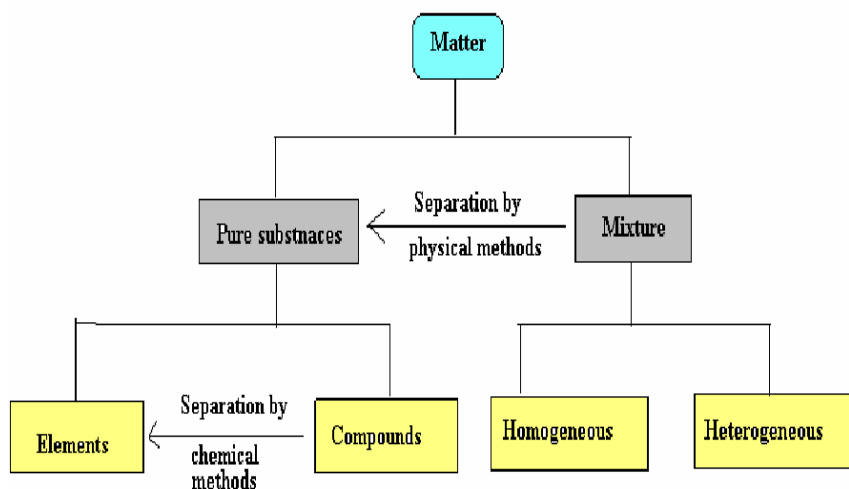 Matter
Separation by
physical methods
Pure substnaces
Mixture
Separation by
chemical
methods
Elements
Compounds
Homogeneous
Heterogeneous